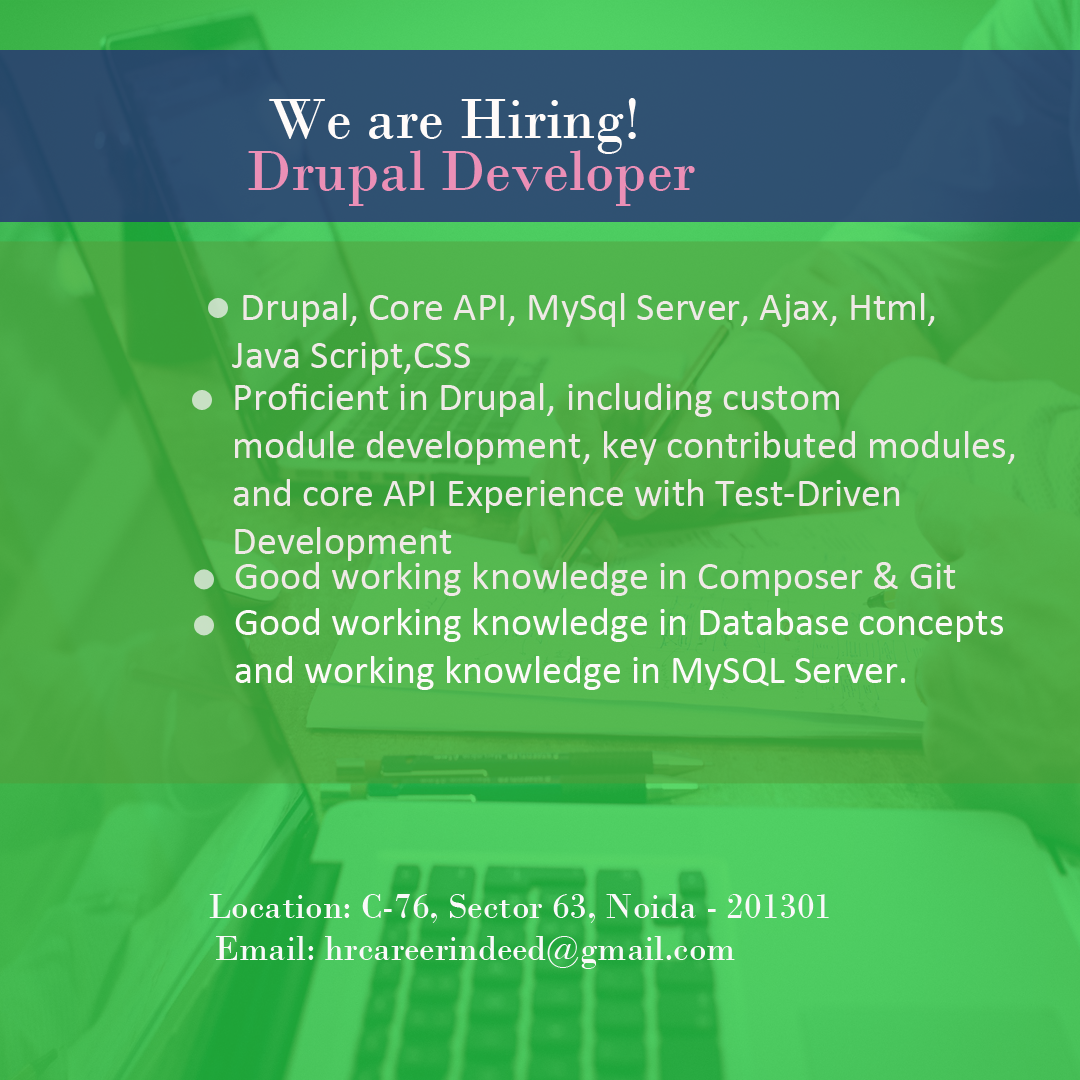 We are Hiring!
Drupal Developer
Drupal, Core API, MySql Server, Ajax, Html,
Java Script,CSS
Proficient in Drupal, including custom
module development, key contributed modules,
and core API Experience with Test-Driven
Development
Good working knowledge in Composer & Git
Good working knowledge in Database concepts
and working knowledge in MySQL Server.
Location: C-76, Sector 63, Noida - 201301
Email: hrcareerindeed@gmail.com